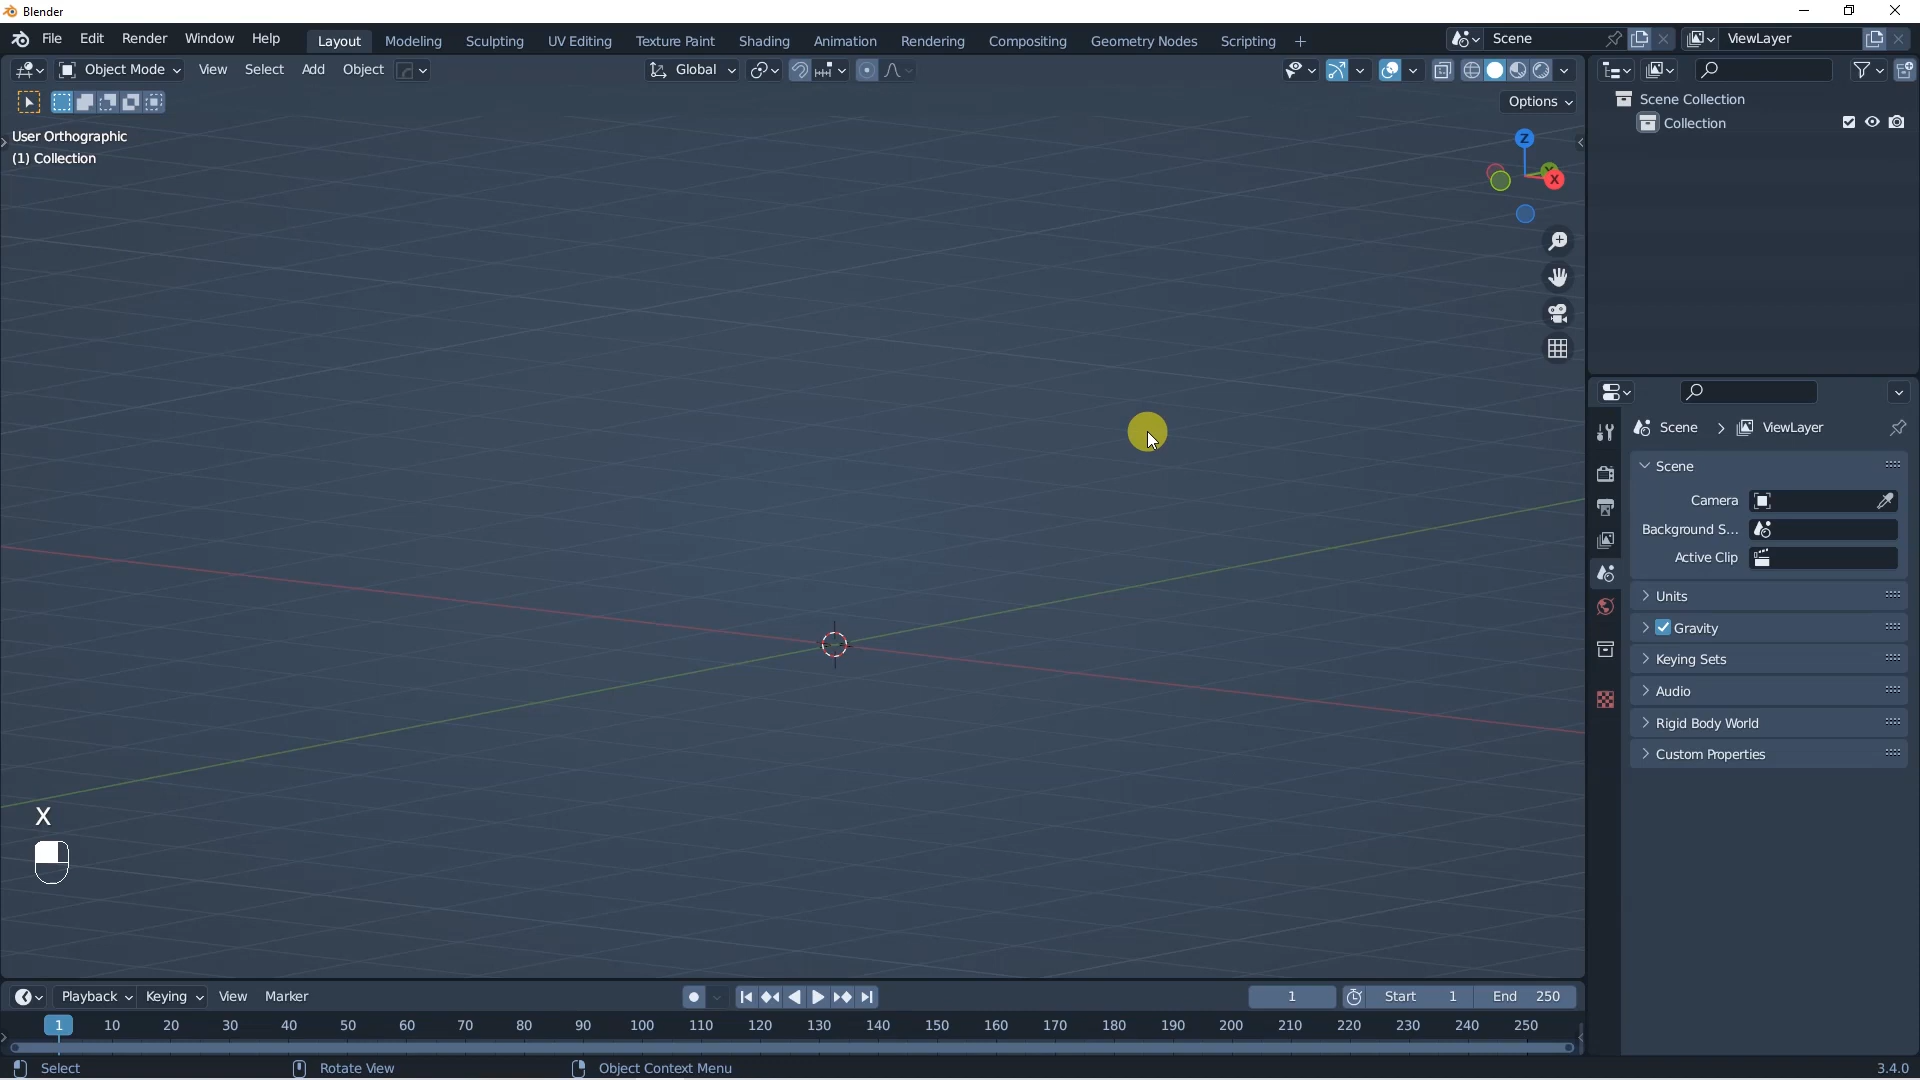 Blender
File Edit Render Window Help Layout Modeling Sculpting UV Editing Texture Paint Shading Animation Rendering Compositing Geometry Nodes Scripting + Scene ViewLayer
Object Mode View Select Add Object Global
Options
User Orthographic
(1) Collection
Z
Y
X
Scene Collection
Collection
Scene > ViewLayer
Scene
Camera
Background S...
Active Clip
Units
Gravity
Keying Sets
Audio
Rigid Body World
Custom Properties
X
Playback Keying View Marker 1 Start 1 End 250
1 10 20 30 40 50 60 70 80 90 100 110 120 130 140 150 160 170 180 190 200 210 220 230 240 250
Select Rotate View Object Context Menu 3.4.0